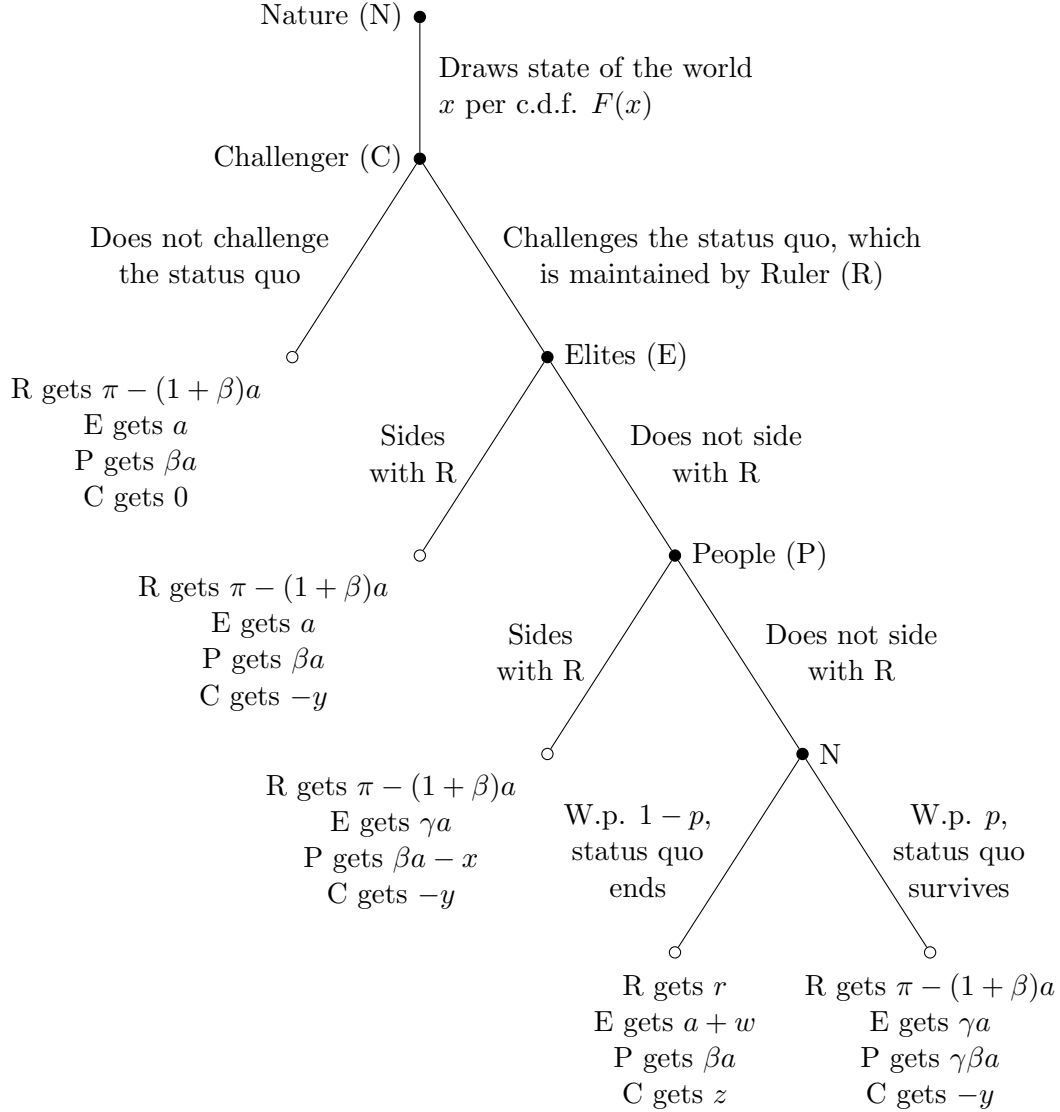 Nature (N)
Draws state of the world
x per c.d.f. F(x)
Challenger (C)
Does not challenge
the status quo
Challenges the status quo, which
is maintained by Ruler (R)
Elites (E)
R gets π − (1 + β)a
E gets a
P gets βa
C gets 0
Sides
with R
Does not side
with R
People (P)
R gets π − (1 + β)a
E gets a
P gets βa
C gets −y
Sides
with R
Does not side
with R
N
R gets π − (1 + β)a
E gets γa
P gets βa − x
C gets −y
W.p. 1 − p,
status quo
ends
W.p. p,
status quo
survives
R gets r
E gets a + w
P gets βa
C gets z
R gets π − (1 + β)a
E gets γa
P gets γβa
C gets −y